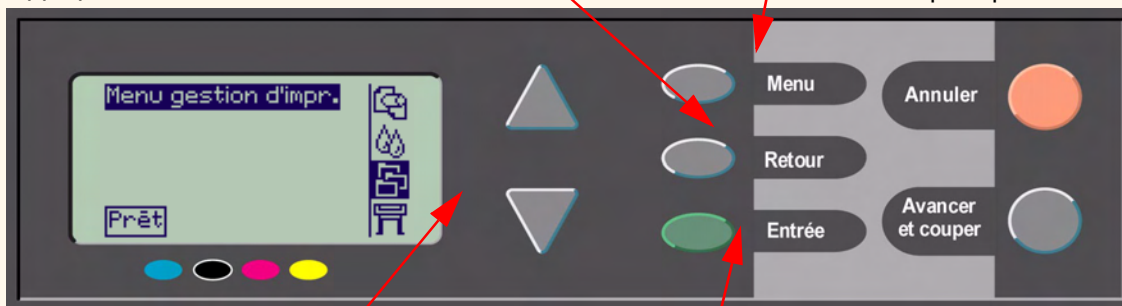 Menu gestion d'impr.
Prêt
Menu
Retour
Entrée
Annuler
Avancer
et couper